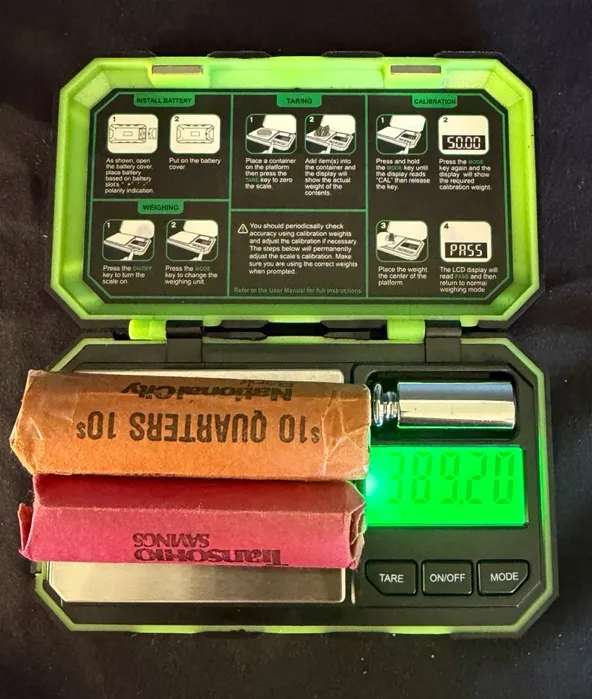 INSTALL BATTERY
1
2
As shown, open
the battery cover,
place battery
based on battery
slot's "+" "-"
polarity indication.
Put on the battery
cover.
TARING
1
2
Place a container
on the platform
then press the
TARE key to zero
the scale.
Add item(s) into
the container and
the display will
show the actual
weight of the
contents.
CALIBRATION
1
2
50.00
Press and hold
the MODE key until
the display reads
"CAL" then release
the key.
Press the MODE
key again and the
display will show
the required
calibration weight.
WEIGHING
1
2
Press the ON/OFF
key to turn the
scale on.
Press the MODE
key to change the
weighing unit.
You should periodically check
accuracy using calibration weights
and adjust the calibration if necessary.
The steps below will permanently
adjust the scale's calibration. Make
sure you are using the correct weights
when prompted.
Refer to the User Manual for full instructions.
3
4
PASS
Place the weight
the center of the
platform.
The LCD display will
read PASS and then
return to normal
weighing mode.
National City
$10 QUARTERS 10$
Transohio
SAVINGS
389.20
TARE
ON/OFF
MODE